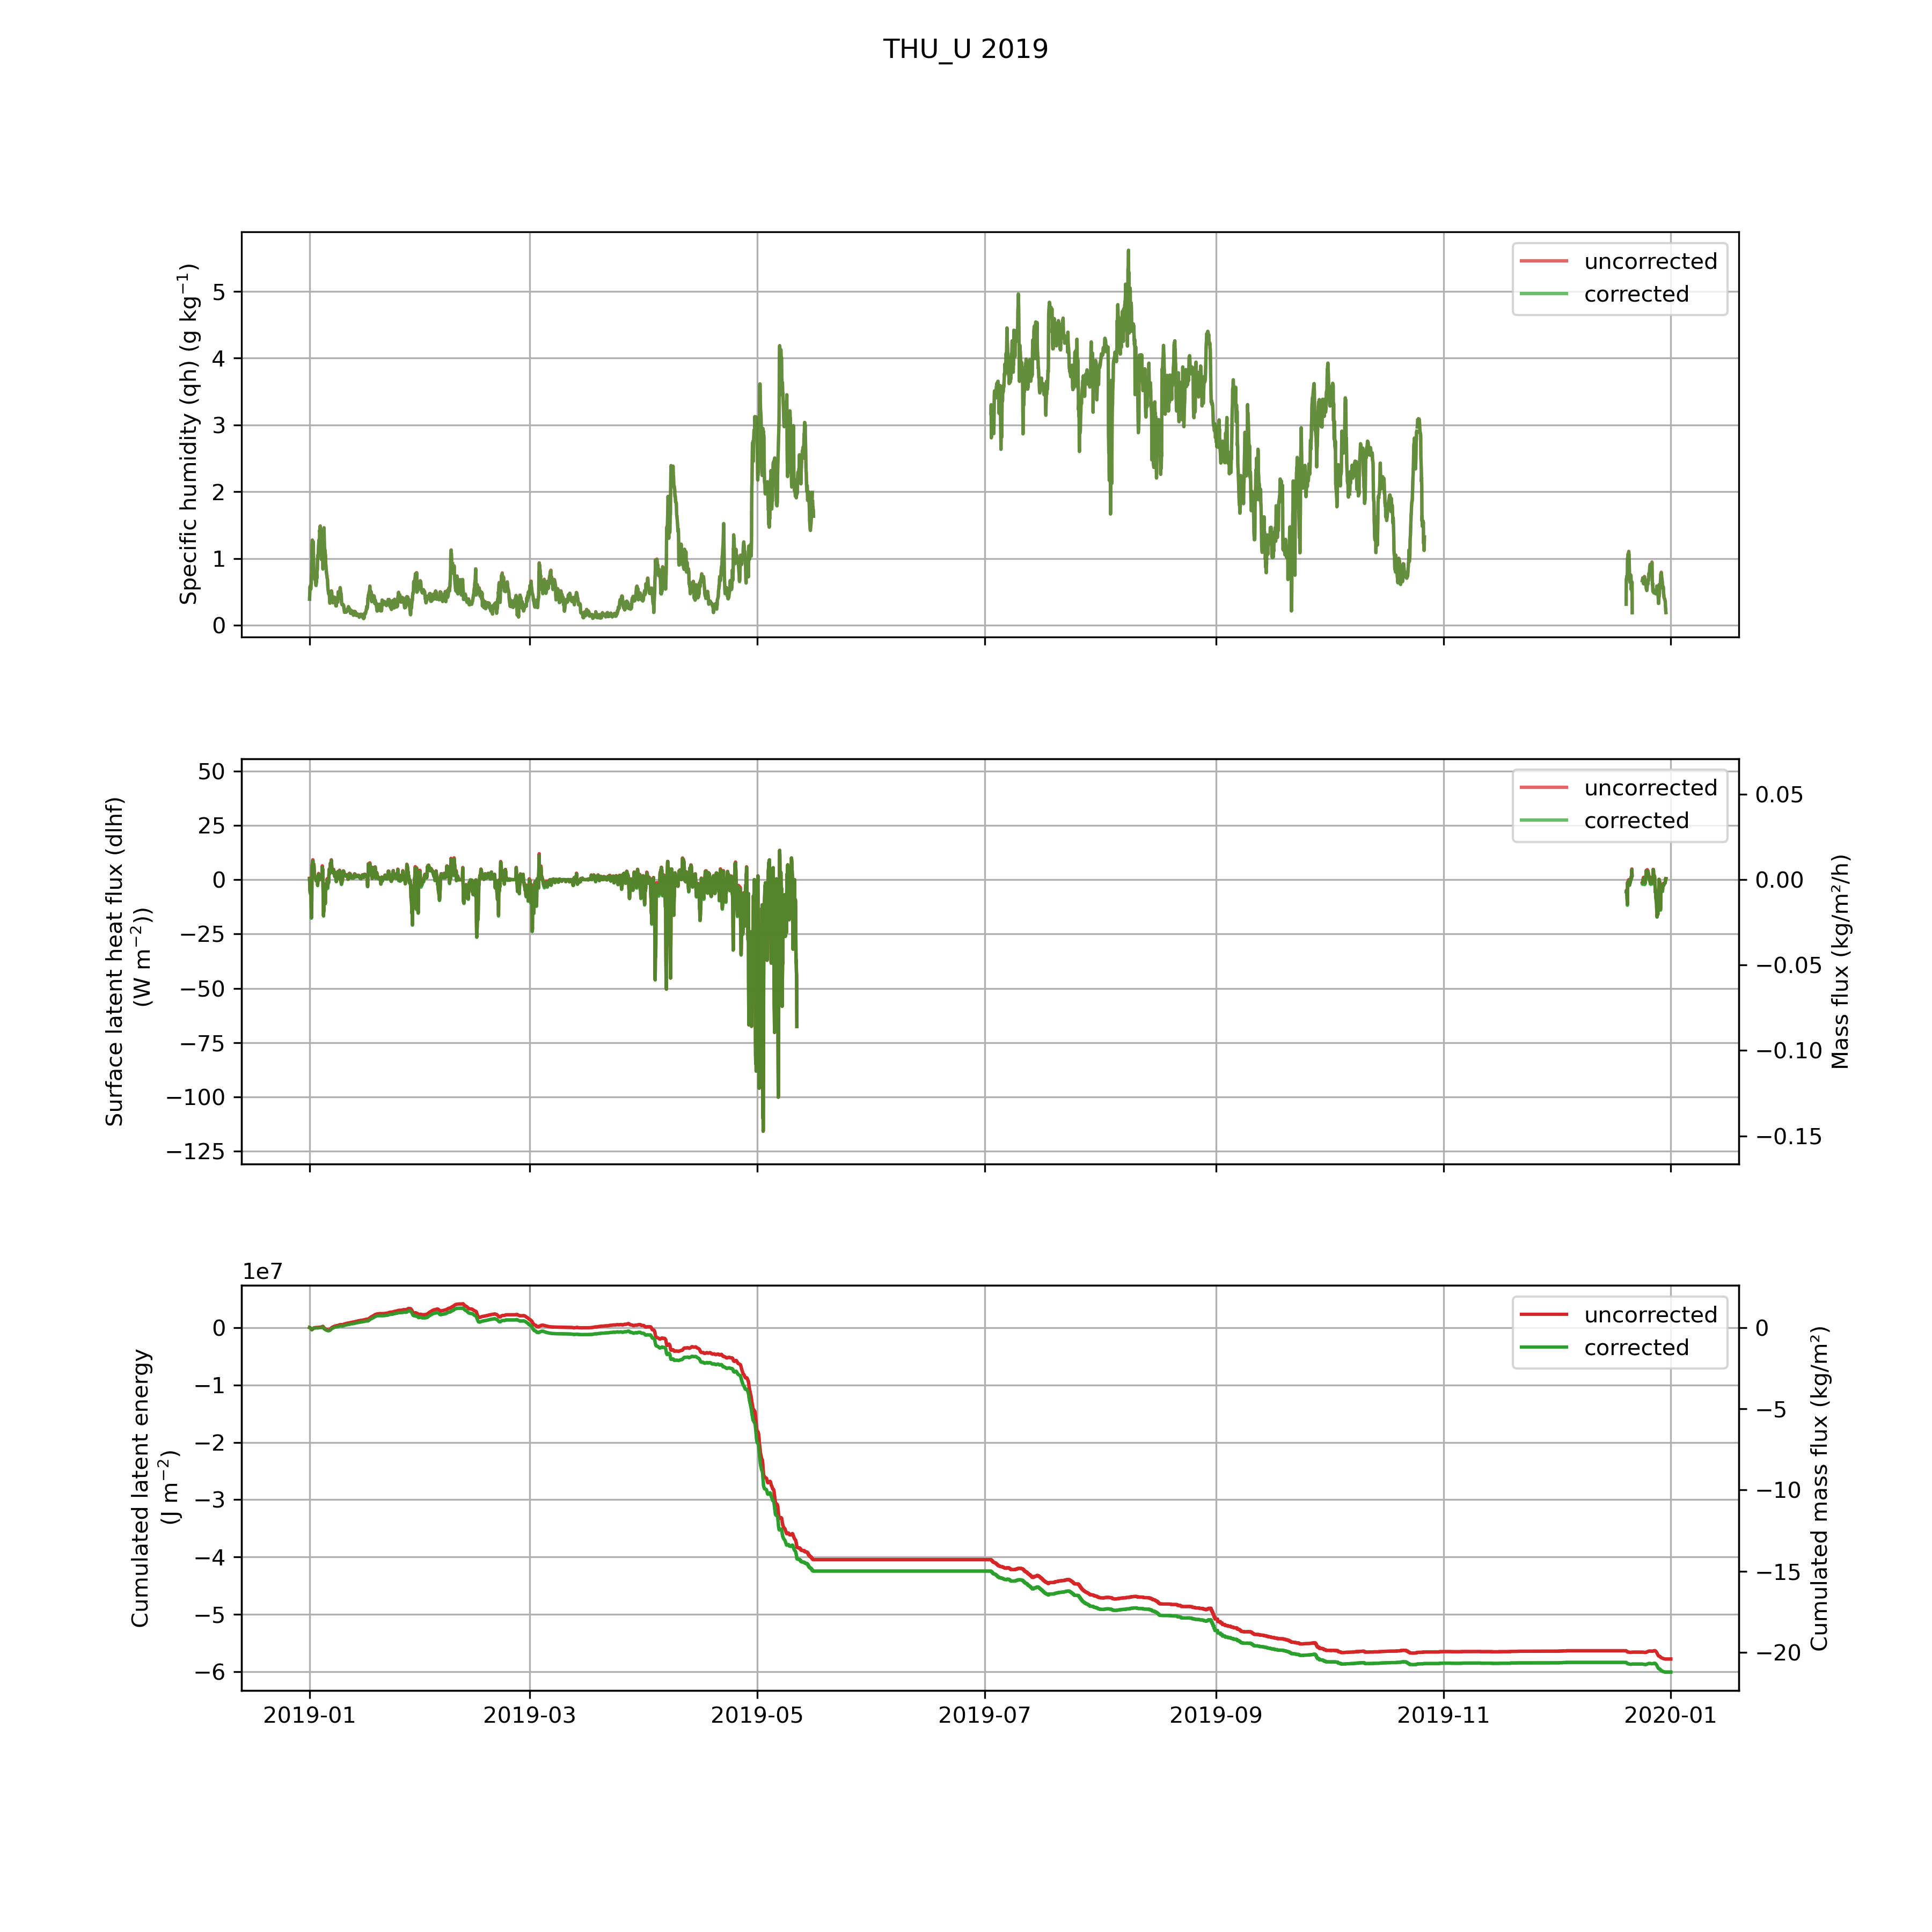 THU_U 2019
Specific humidity (qh) (g kg⁻¹)
5
4
3
2
1
0
uncorrected
corrected
Surface latent heat flux (dlhf)
(W m⁻²))
50
25
0
−25
−50
−75
−100
−125
uncorrected
corrected
0.05
0.00
−0.05
−0.10
−0.15
Mass flux (kg/m²/h)
1e7
Cumulated latent energy
(J m⁻²)
0
−1
−2
−3
−4
−5
−6
uncorrected
corrected
0
−5
−10
−15
−20
Cumulated mass flux (kg/m²)
2019-01 2019-03 2019-05 2019-07 2019-09 2019-11 2020-01